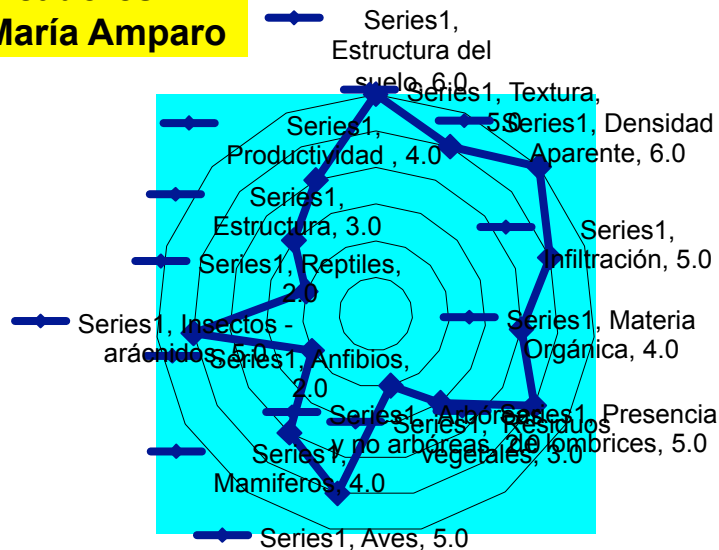 María Amparo
Series1,
Estructura del
suelo, 6.0
Series1, Textura,
5.0
Series1, Densidad
Aparente, 6.0
Series1,
Infiltración, 5.0
Series1, Materia
Orgánica, 4.0
Series1, Presencia
de lombrices, 5.0
Series1, Residuos
vegetales, 3.0
Series1, Arbóreas
y no arbóreas, 2.0
Series1, Aves, 5.0
Series1,
Mamiferos, 4.0
Series1, Anfibios,
2.0
Series1, Insectos -
arácnidos, 5.0
Series1, Reptiles,
2.0
Series1,
Estructura, 3.0
Series1,
Productividad , 4.0